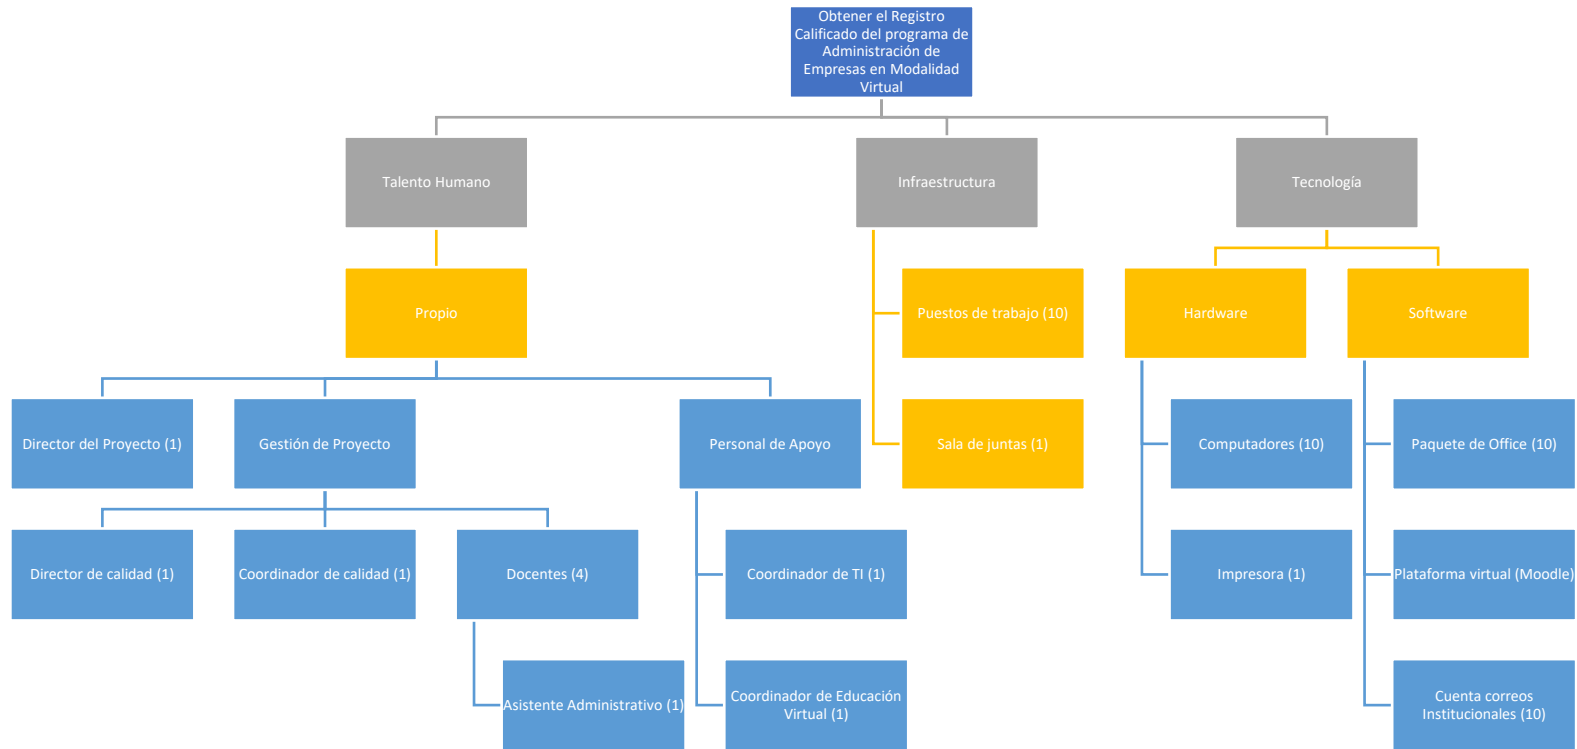 Obtener el Registro
Calificado del programa de
Administración de
Empresas en Modalidad
Virtual
Talento Humano
Infraestructura
Tecnología
Propio
Puestos de trabajo (10)
Hardware
Software
Director del Proyecto (1)
Gestión de Proyecto
Personal de Apoyo
Sala de juntas (1)
Computadores (10)
Paquete de Office (10)
Director de calidad (1)
Coordinador de calidad (1)
Docentes (4)
Coordinador de TI (1)
Impresora (1)
Plataforma virtual (Moodle)
Asistente Administrativo (1)
Coordinador de Educación
Virtual (1)
Cuenta correos
Institucionales (10)